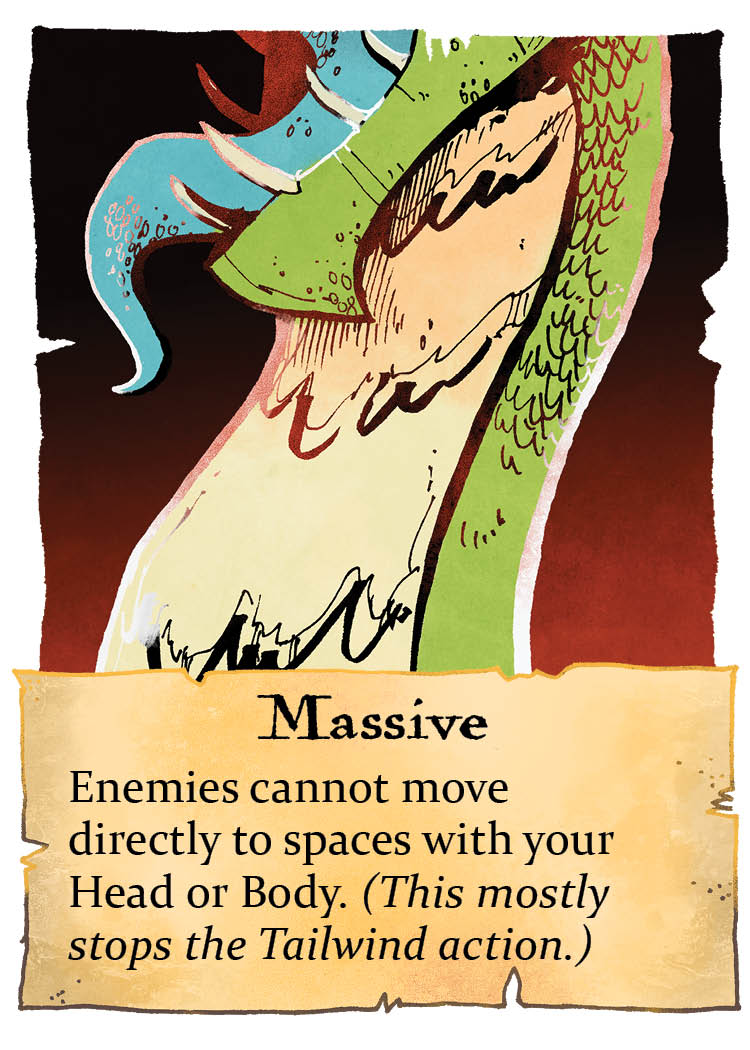 Massive
Enemies cannot move
directly to spaces with your
Head or Body. (This mostly
stops the Tailwind action.)